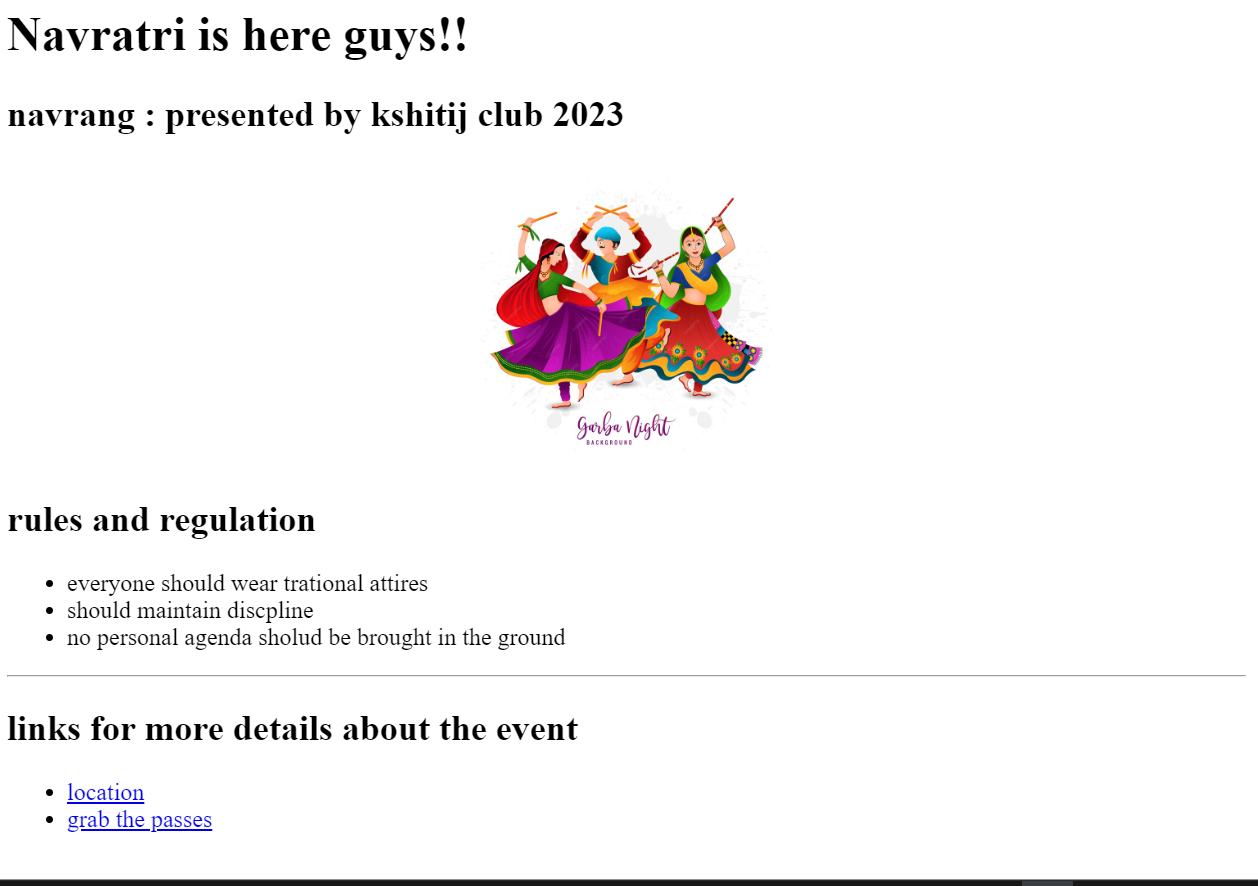 Navratri is here guys!!
navrang : presented by kshitij club 2023
Garba Night
BACKGROUND
rules and regulation
everyone should wear trational attires
should maintain discpline
no personal agenda sholud be brought in the ground
links for more details about the event
location
grab the passes